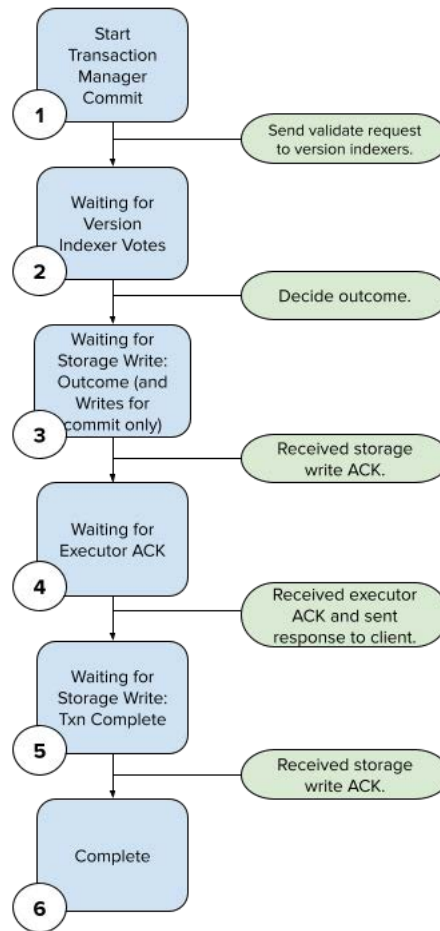 Start
Transaction
Manager
Commit
1
Send validate request
to version indexers.
Waiting for
Version
Indexer Votes
2
Decide outcome.
Waiting for
Storage Write:
Outcome (and
Writes for
commit only)
3
Received storage
write ACK.
Waiting for
Executor ACK
4
Received executor
ACK and sent
response to client.
Waiting for
Storage Write:
Txn Complete
5
Received storage
write ACK.
Complete
6